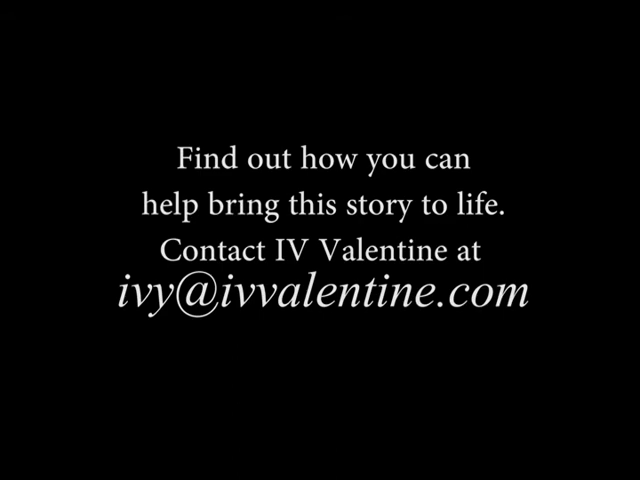 Find out how you can
help bring this story to life.
Contact IV Valentine at
ivy@ivvalentine.com